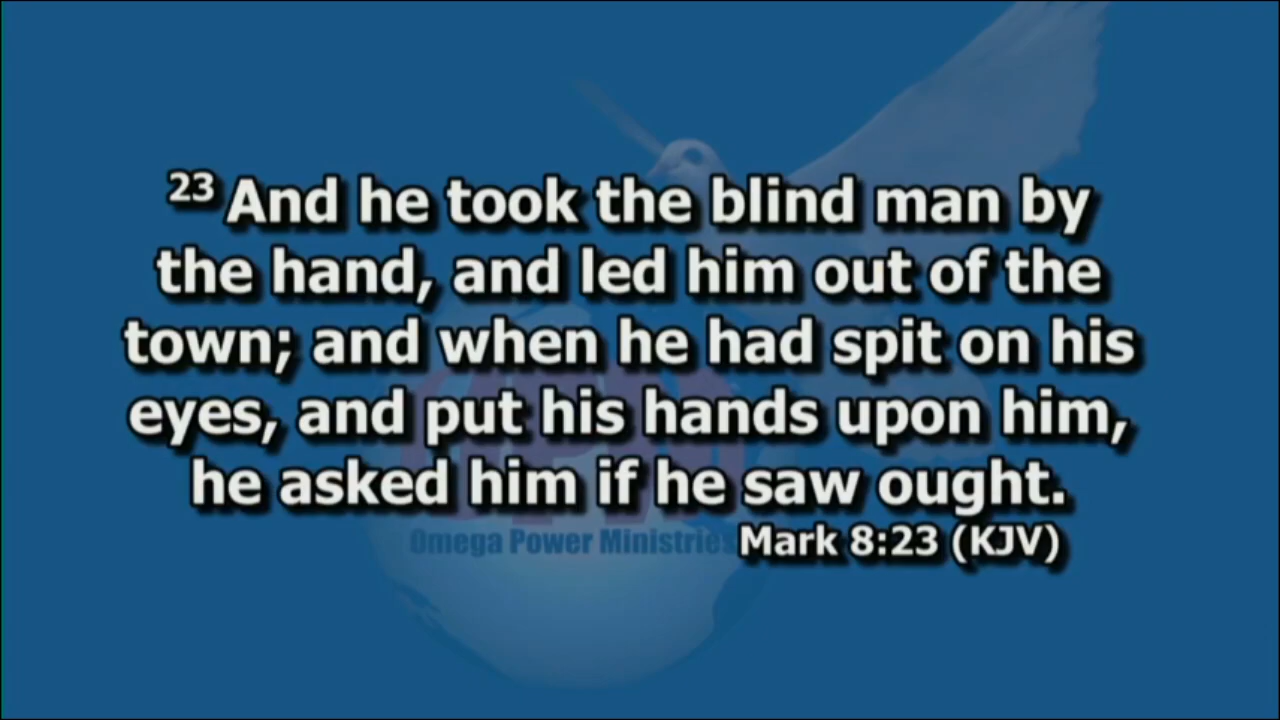 23 And he took the blind man by
the hand, and led him out of the
town; and when he had spit on his
eyes, and put his hands upon him,
he asked him if he saw ought.
Mark 8:23 (KJV)
OPM
Omega Power Ministries